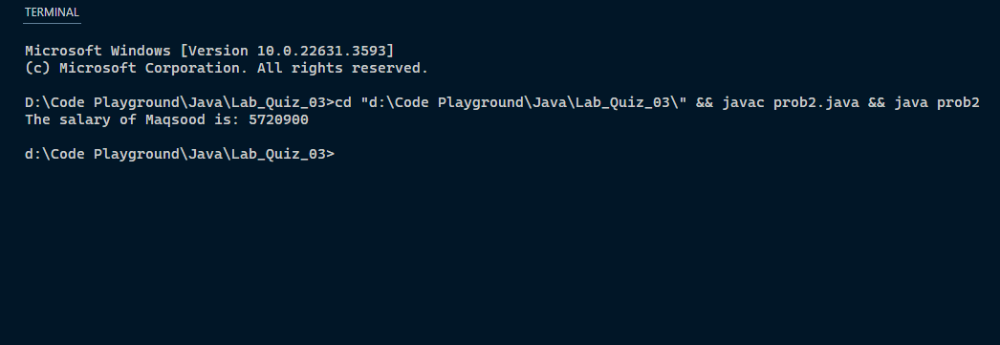 TERMINAL
Microsoft Windows [Version 10.0.22631.3593]
(c) Microsoft Corporation. All rights reserved.
D:\Code Playground\Java\Lab_Quiz_03>cd "d:\Code Playground\Java\Lab_Quiz_03\" && javac prob2.java && java prob2
The salary of Maqsood is: 5720900
d:\Code Playground\Java\Lab_Quiz_03>